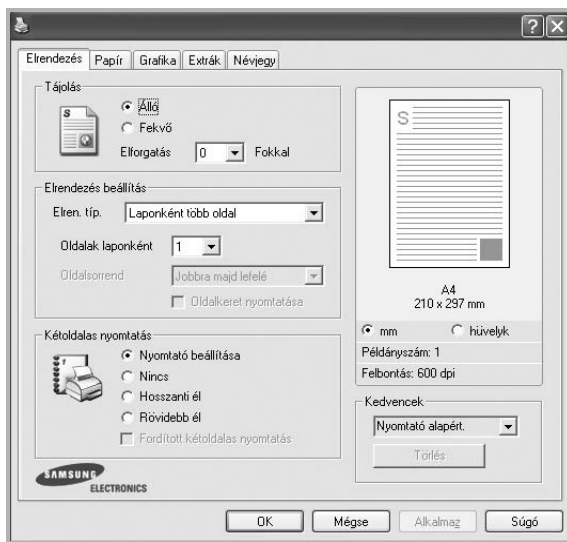 Elrendezés Papír Grafika Extrák Névjegy
Tájolás
S
Álló
Fekvő
Elforgatás 0 Fokkal
Elrendezés beállítás
Elren. típ. Laponként több oldal
Oldalak laponként 1
Oldalsorrend Jobbra majd lefelé
Oldalkeret nyomtatása
Kétoldalas nyomtatás
Nyomtató beállítása
Nincs
Hosszanti él
Rövidebb él
Fordított kétoldalas nyomtatás
SAMSUNG
ELECTRONICS
S
A4
210 x 297 mm
mm hüvelyk
Példányszám: 1
Felbontás: 600 dpi
Kedvencek
Nyomtató alapért.
Törlés
OK Mégse Alkalmaz Súgó